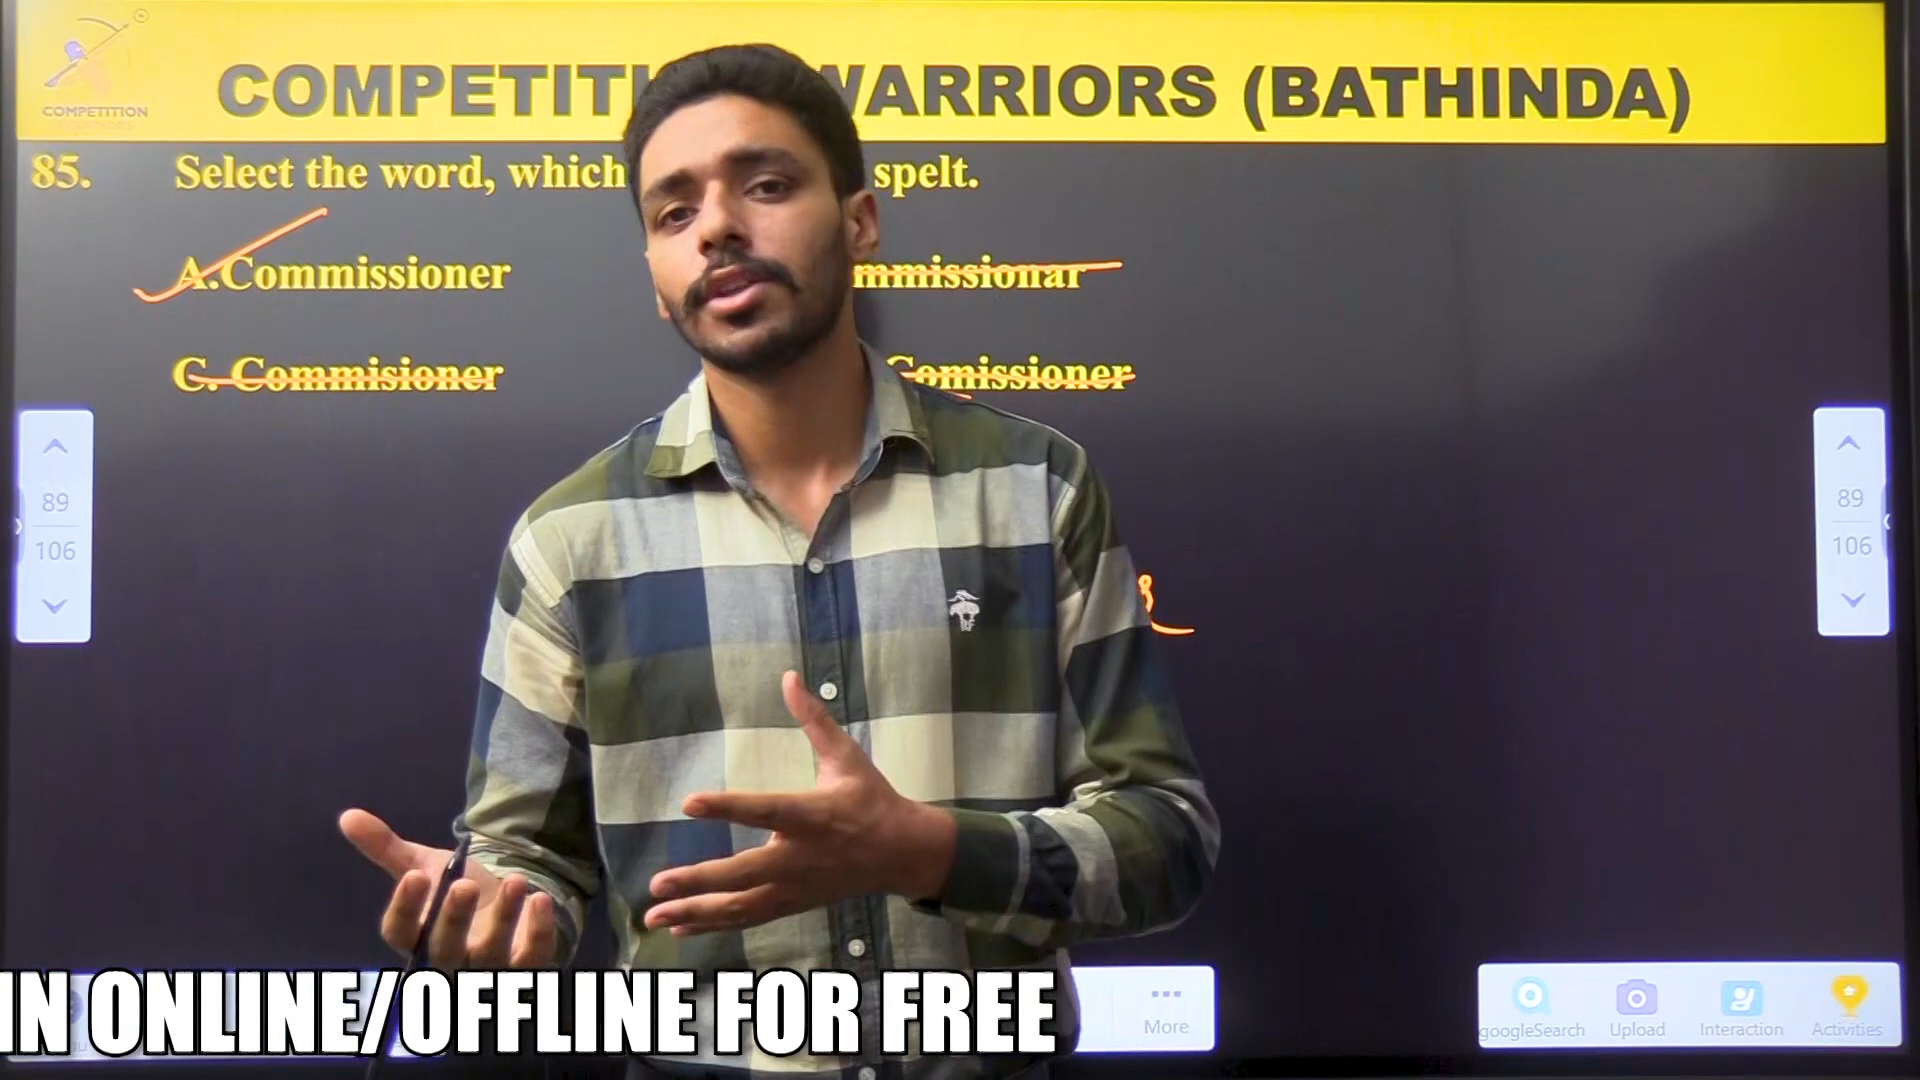 COMPETITION
COMPETITI WARRIORS (BATHINDA)
85. Select the word, which spelt.
A.Commissioner mmissionar
C. Commisioner Comissioner
89
106
89
106
IN ONLINE/OFFLINE FOR FREE
More
googleSearch Upload Interaction Activities